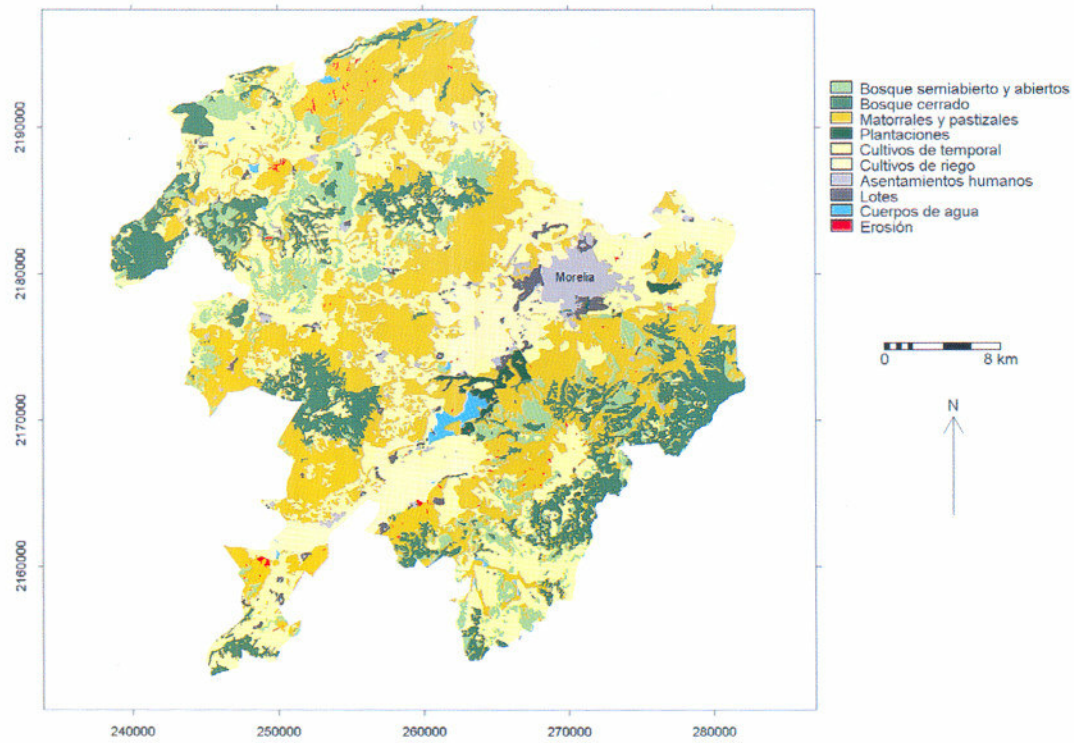 Bosque semiabierto y abiertos
Bosque cerrado
Matorrales y pastizales
Plantaciones
Cultivos de temporal
Cultivos de riego
Asentamientos humanos
Lotes
Cuerpos de agua
Erosión
2190000
2180000
2170000
2160000
Morelia
0 8 km
N
240000 250000 260000 270000 280000